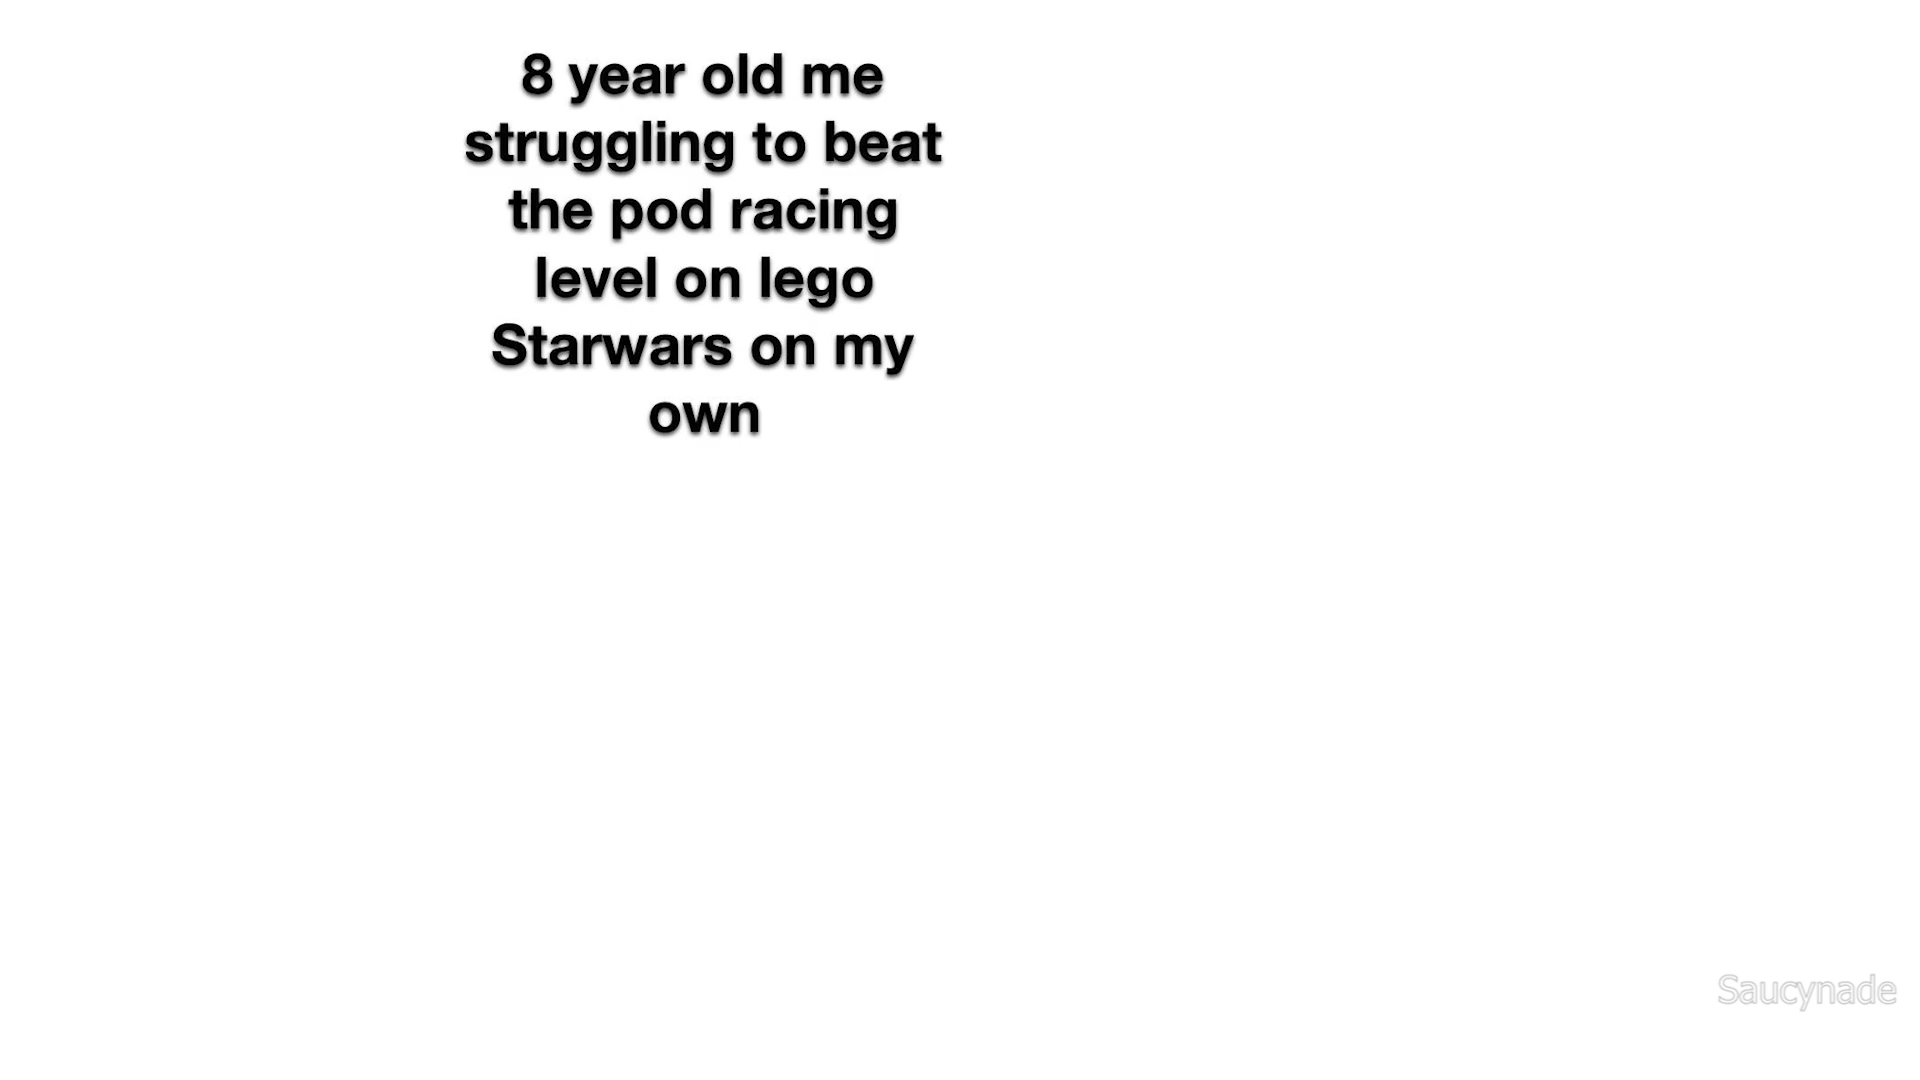 8 year old me
struggling to beat
the pod racing
level on lego
Starwars on my
own
Saucynade